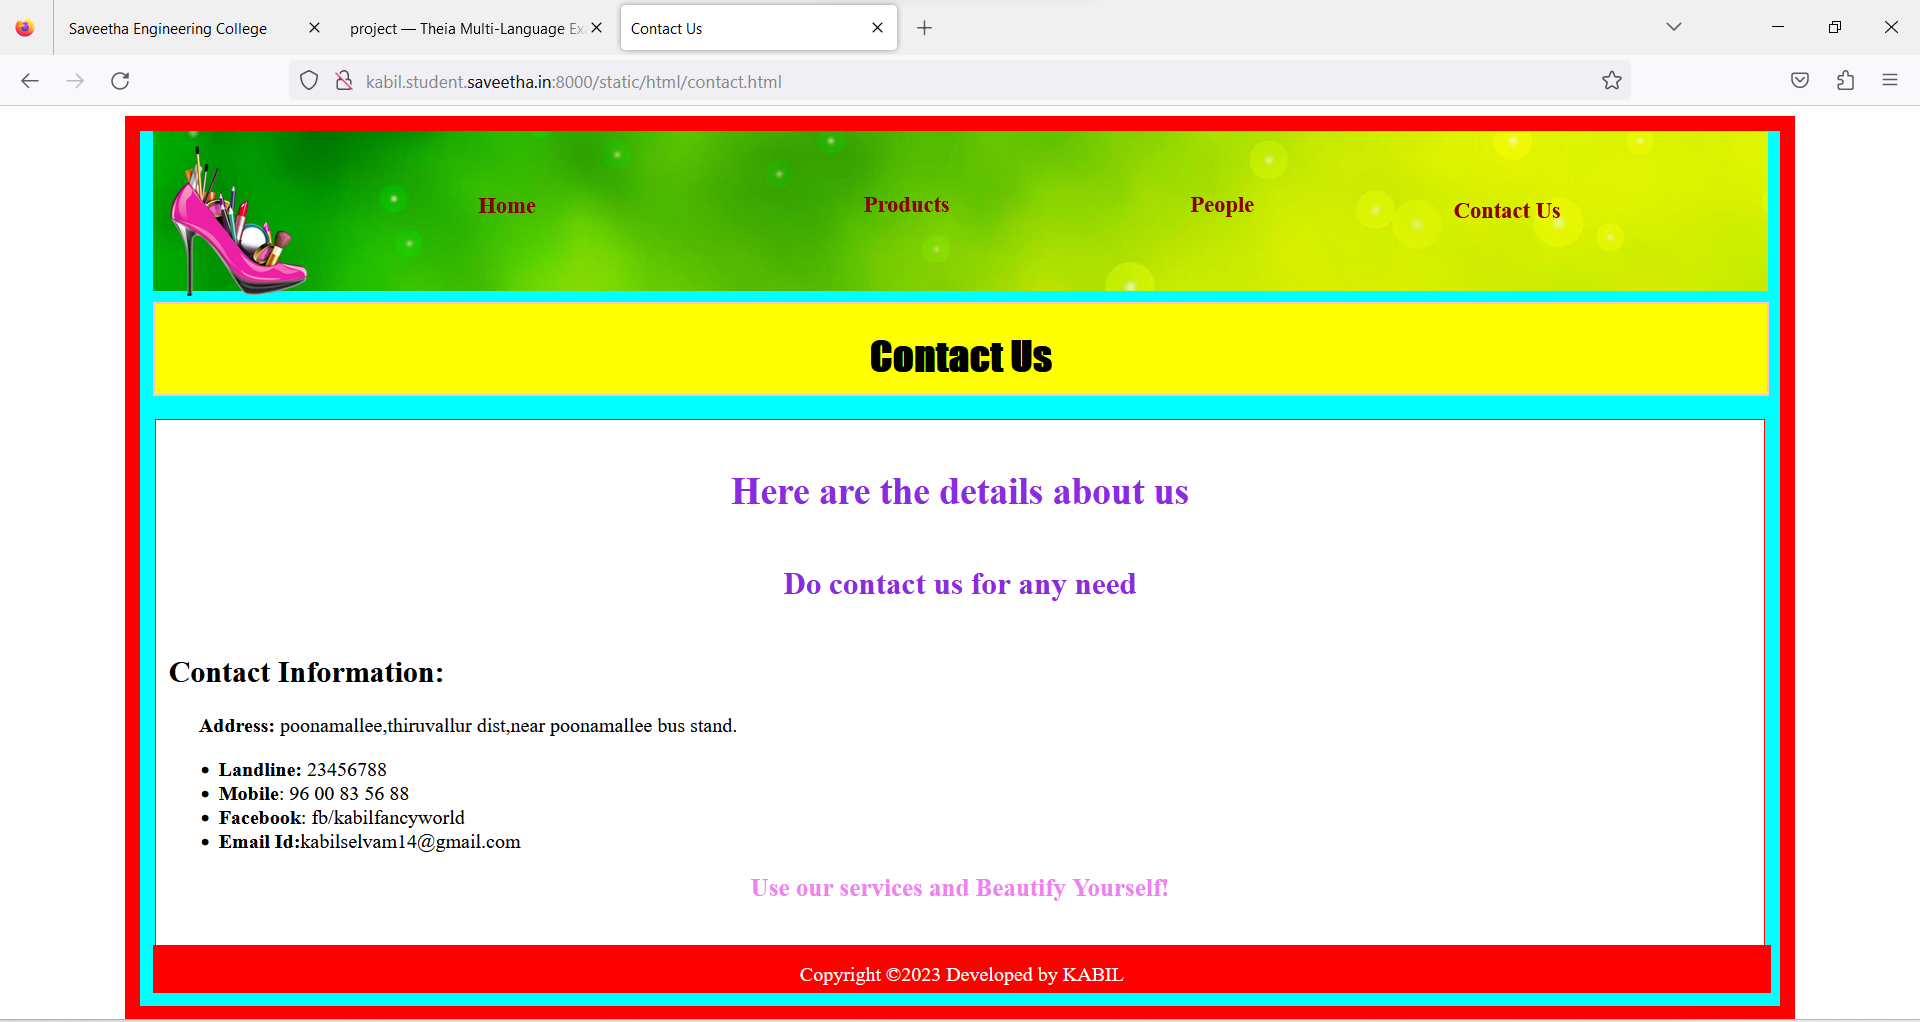 Saveetha Engineering College
project — Theia Multi-Language Ex
Contact Us
kabil.student.saveetha.in:8000/static/html/contact.html
Home Products People Contact Us
Contact Us
Here are the details about us
Do contact us for any need
Contact Information:
Address: poonamallee,thiruvallur dist,near poonamallee bus stand.
• Landline: 23456788
• Mobile: 96 00 83 56 88
• Facebook: fb/kabilfancyworld
• Email Id:kabilselvam14@gmail.com
Use our services and Beautify Yourself!
Copyright ©2023 Developed by KABIL